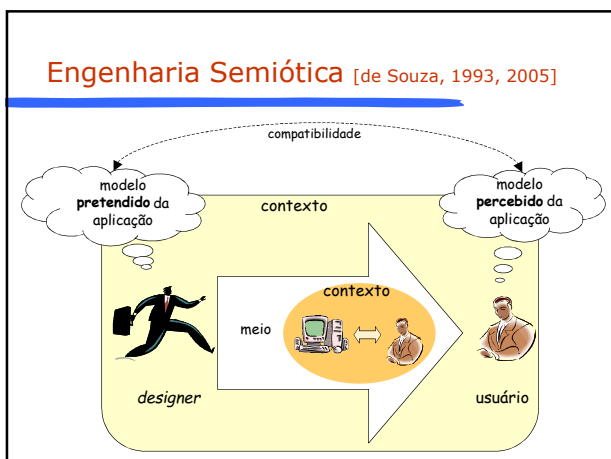 Engenharia Semiótica [de Souza, 1993, 2005]
compatibilidade
modelo
pretendido da
aplicação
contexto
modelo
percebido da
aplicação
contexto
meio
designer
usuário